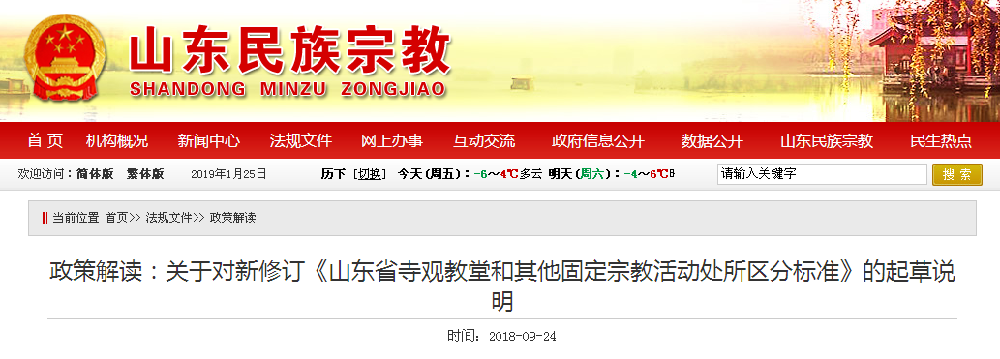 山东民族宗教
SHANDONG MINZU ZONGJIAO
首 页 机构概况 新闻中心 法规文件 网上办事 互动交流 政府信息公开 数据公开 山东民族宗教 民生热点
欢迎访问：简体版 繁体版 2019年1月25日 历下 [切换] 今天(周五)：-6～4℃多云 明天(周六)：-4～6℃ 请输入关键字 搜 索
当前位置 首页>> 法规文件>> 政策解读
政策解读：关于对新修订《山东省寺观教堂和其他固定宗教活动处所区分标准》的起草说
明
时间：2018-09-24